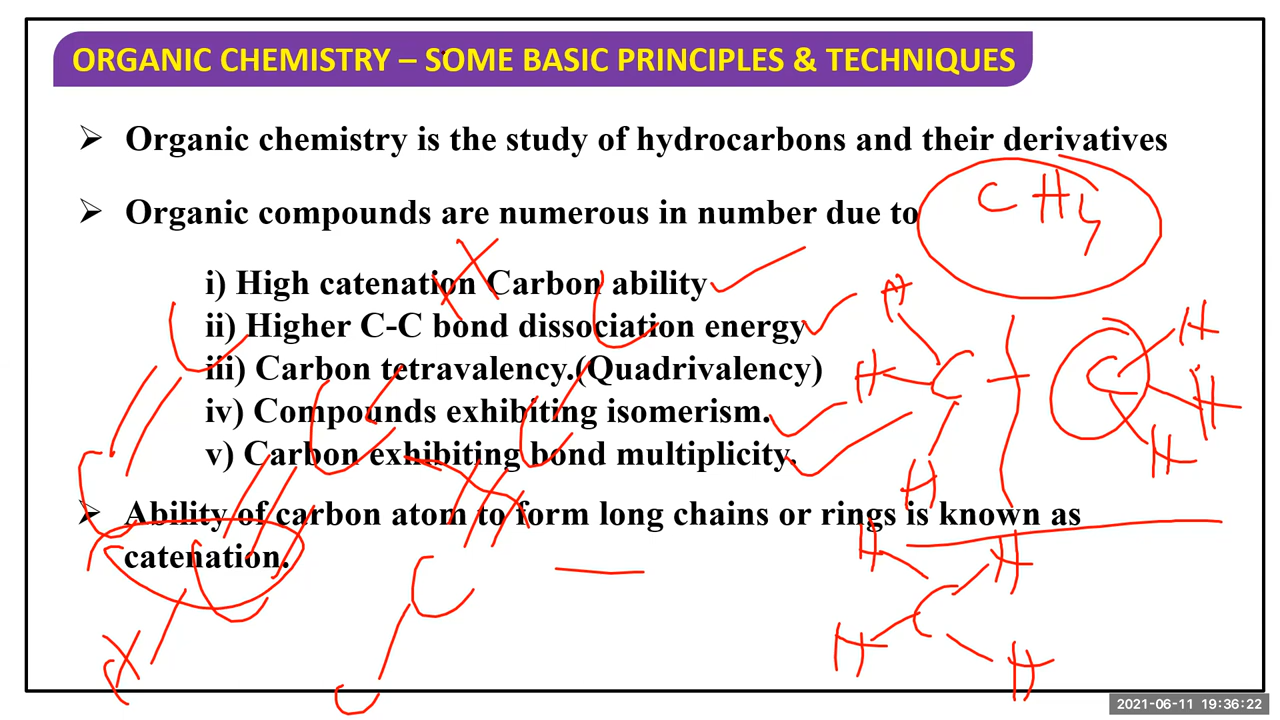 ORGANIC CHEMISTRY – SOME BASIC PRINCIPLES & TECHNIQUES
➢ Organic chemistry is the study of hydrocarbons and their derivatives
➢ Organic compounds are numerous in number due to
CH4
i) High catenation Carbon ability
ii) Higher C-C bond dissociation energy
iii) Carbon tetravalency.(Quadrivalency)
iv) Compounds exhibiting isomerism.
v) Carbon exhibiting bond multiplicity.
H
H C C H
H
H H
➢ Ability of carbon atom to form long chains or rings is known as
catenation.
H H
C
H H
C
C
C
C
C
C
2021-06-11 19:36:22